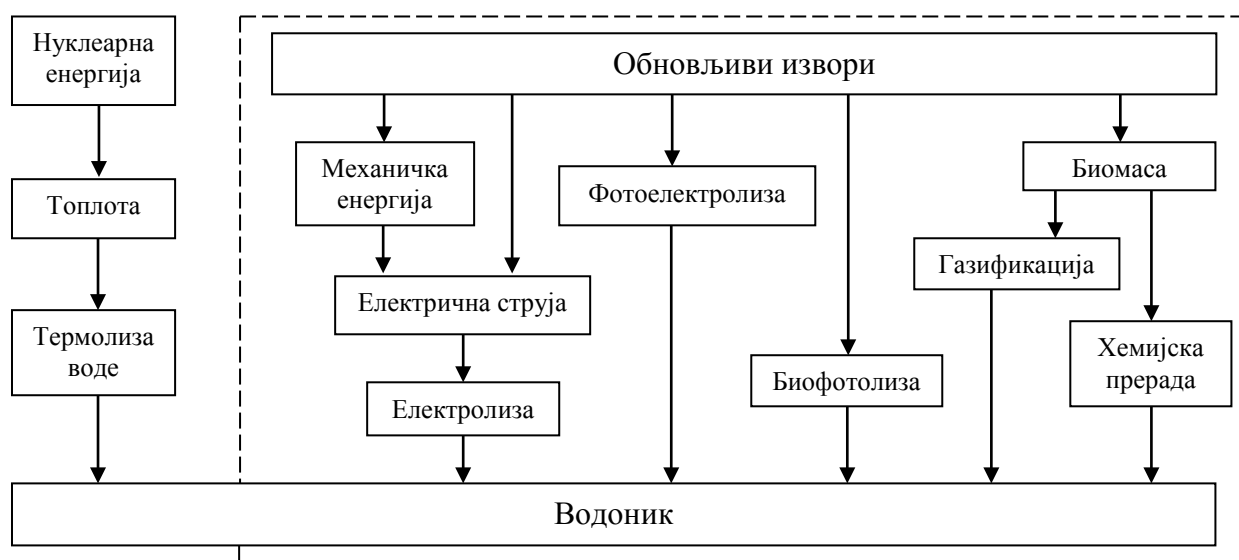 Нуклеарна
енергија
Обновљиви извори
Механичка
енергија
Фотоелектролиза
Биомаса
Топлота
Газификација
Електрична струја
Термолиза
воде
Хемијска
прерада
Биофотолиза
Електролиза
Водоник